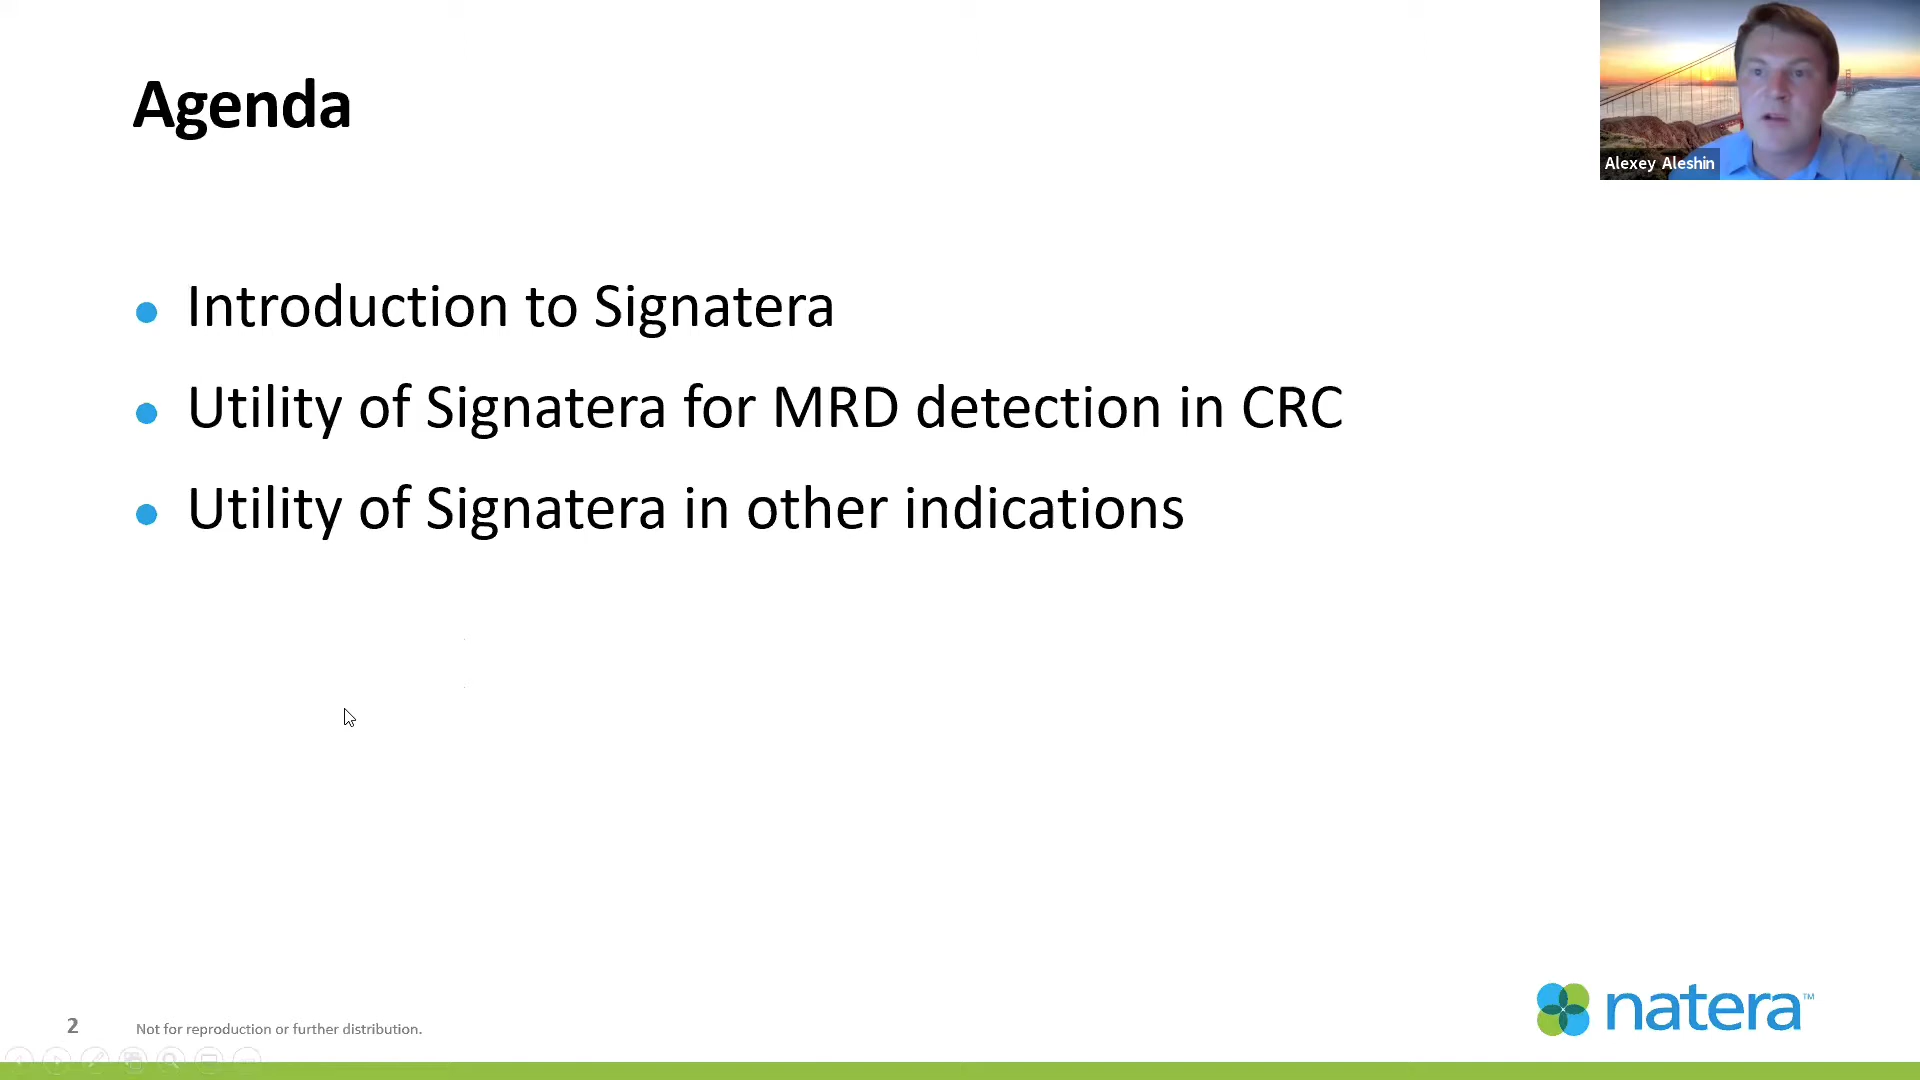 Agenda
Alexey Aleshin
Introduction to Signatera
Utility of Signatera for MRD detection in CRC
Utility of Signatera in other indications
natera™
2
Not for reproduction or further distribution.